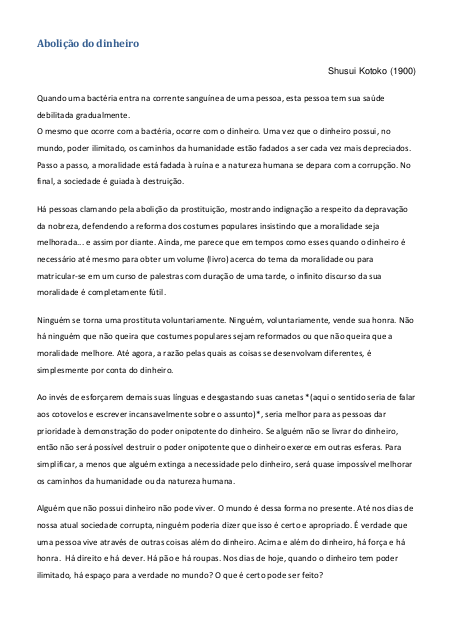 Abolição do dinheiro
Shusui Kotoko (1900)
Quando uma bactéria entra na corrente sanguínea de uma pessoa, esta pessoa tem sua saúde
debilitada gradualmente.
O mesmo que ocorre com a bactéria, ocorre com o dinheiro. Uma vez que o dinheiro possui, no
mundo, poder ilimitado, os caminhos da humanidade estão fadados a ser cada vez mais depreciados.
Passo a passo, a moralidade está fadada à ruína e a natureza humana se depara com a corrupção. No
final, a sociedade é guiada à destruição.
Há pessoas clamando pela abolição da prostituição, mostrando indignação a respeito da depravação
da nobreza, defendendo a reforma dos costumes populares insistindo que a moralidade seja
melhorada... e assim por diante. Ainda, me parece que em tempos como esses quando o dinheiro é
necessário até mesmo para obter um volume (livro) acerca do tema da moralidade ou para
matricular-se em um curso de palestras com duração de uma tarde, o infinito discurso da sua
moralidade é completamente fútil.
Ninguém se torna uma prostituta voluntariamente. Ninguém, voluntariamente, vende sua honra. Não
há ninguém que não queira que costumes populares sejam reformados ou que não queira que a
moralidade melhore. Até agora, a razão pelas quais as coisas se desenvolvam diferentes, é
simplesmente por conta do dinheiro.
Ao invés de esforçarem demais suas línguas e desgastando suas canetas *(aqui o sentido seria de falar
aos cotovelos e escrever incansavelmente sobre o assunto)*, seria melhor para as pessoas dar
prioridade à demonstração do poder onipotente do dinheiro. Se alguém não se livrar do dinheiro,
então não será possível destruir o poder onipotente que o dinheiro exerce em outras esferas. Para
simplificar, a menos que alguém extinga a necessidade pelo dinheiro, será quase impossível melhorar
os caminhos da humanidade ou da natureza humana.
Alguém que não possui dinheiro não pode viver. O mundo é dessa forma no presente. Até nos dias de
nossa atual sociedade corrupta, ninguém poderia dizer que isso é certo e apropriado. É verdade que
uma pessoa vive através de outras coisas além do dinheiro. Acima e além do dinheiro, há força e há
honra. Há direito e há dever. Há pão e há roupas. Nos dias de hoje, quando o dinheiro tem poder
ilimitado, há espaço para a verdade no mundo? O que é certo pode ser feito?